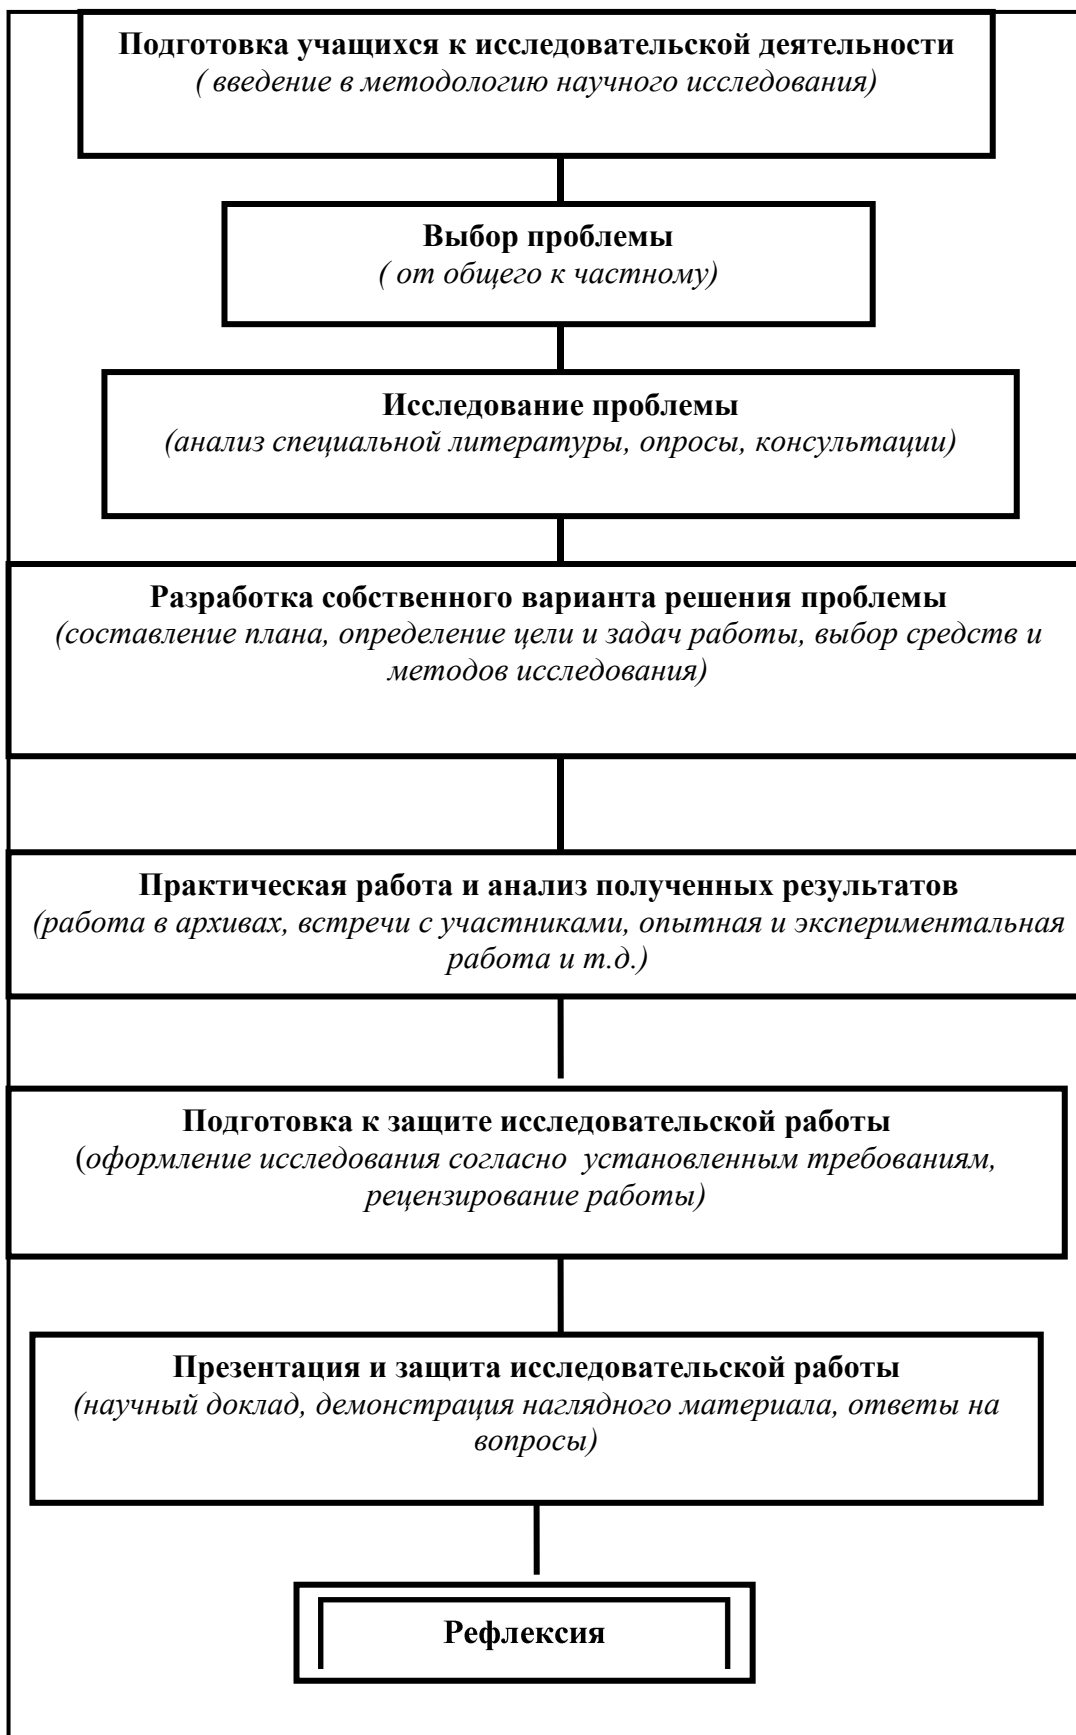 Подготовка учащихся к исследовательской деятельности
( введение в методологию научного исследования)
Выбор проблемы
( от общего к частному)
Исследование проблемы
(анализ специальной литературы, опросы, консультации)
Разработка собственного варианта решения проблемы
(составление плана, определение цели и задач работы, выбор средств и
методов исследования)
Практическая работа и анализ полученных результатов
(работа в архивах, встречи с участниками, опытная и экспериментальная
работа и т.д.)
Подготовка к защите исследовательской работы
(оформление исследования согласно  установленным требованиям,
рецензирование работы)
Презентация и защита исследовательской работы
(научный доклад, демонстрация наглядного материала, ответы на
вопросы)
Рефлексия